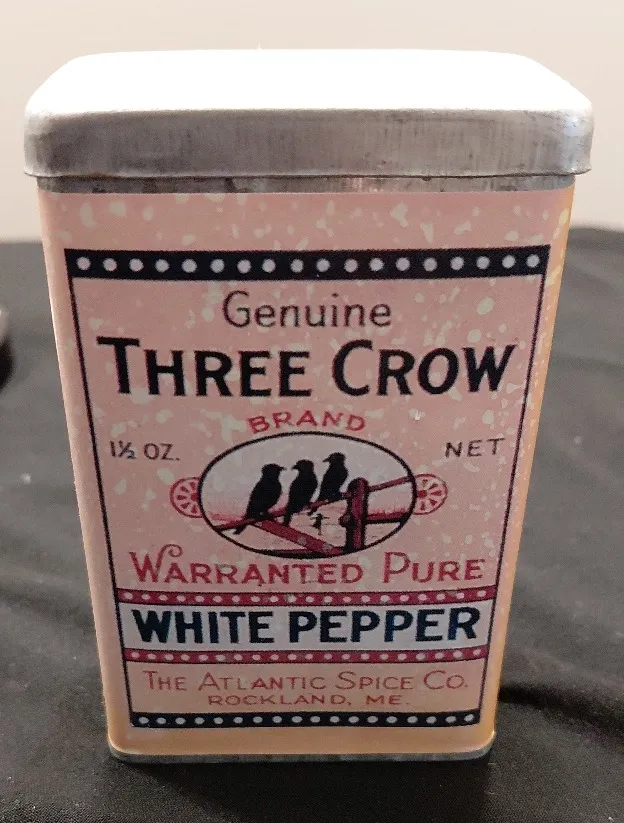 Genuine
THREE CROW
BRAND
1½ OZ. NET
WARRANTED PURE
WHITE PEPPER
THE ATLANTIC SPICE CO.
ROCKLAND, ME.